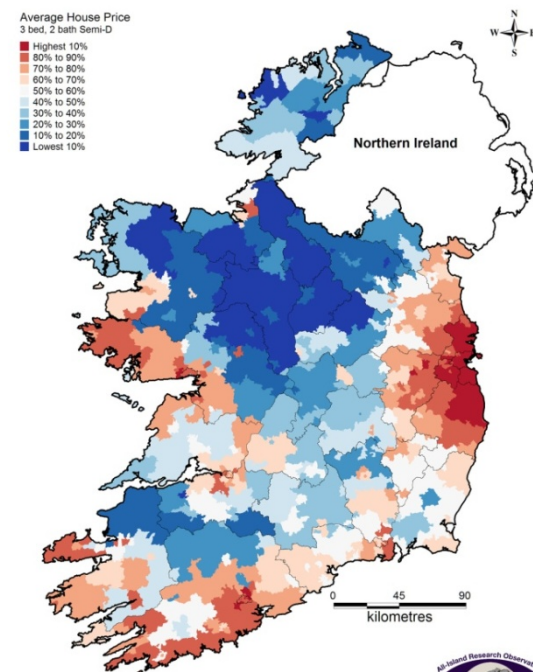 Average House Price
3 bed, 2 bath Semi-D
Highest 10%
80% to 90%
70% to 80%
60% to 70%
50% to 60%
40% to 50%
30% to 40%
20% to 30%
10% to 20%
Lowest 10%
N
W
S
Northern Ireland
0 45 90
kilometres
All-Island Research Observato